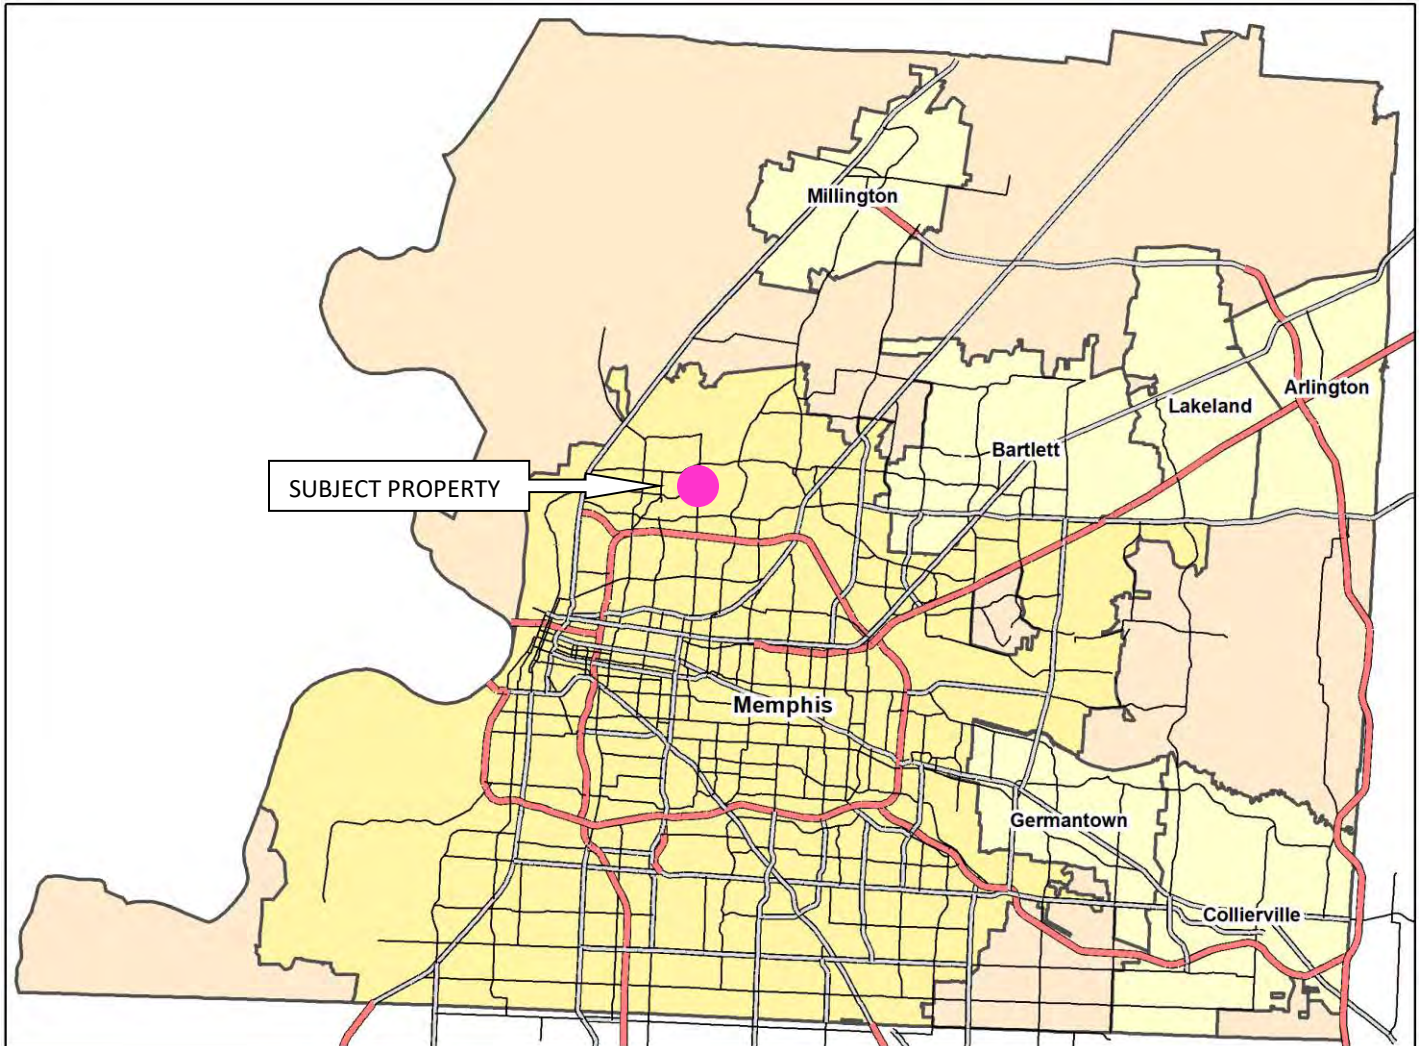 Millington
Arlington
Lakeland
Bartlett
SUBJECT PROPERTY
Memphis
Germantown
Collierville